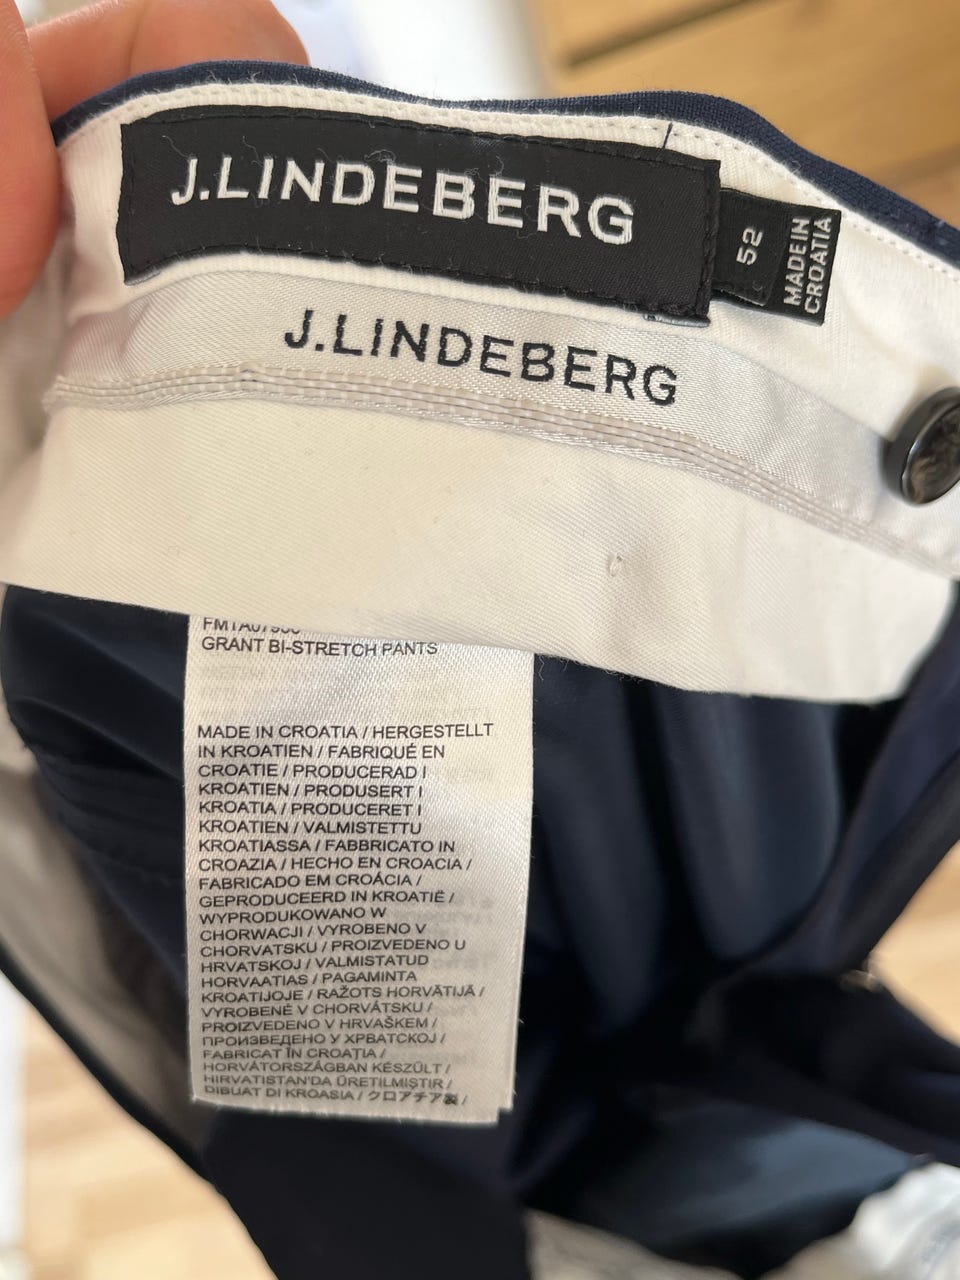 J.LINDEBERG
52
MADE IN
CROATIA
J.LINDEBERG
GRANT BI-STRETCH PANTS
MADE IN CROATIA / HERGESTELLT
IN KROATIEN / FABRIQUÉ EN
CROATIE / PRODUCERAD I
KROATIEN / PRODUSERT I
KROATIA / PRODUCERET I
KROATIEN / VALMISTETTU
KROATIASSA / FABBRICATO IN
CROAZIA / HECHO EN CROACIA /
FABRICADO EM CROÁCIA /
GEPRODUCEERD IN KROATIË /
WYPRODUKOWANO W
CHORWACJI / VYROBENO V
CHORVATSKU / PROIZVEDENO U
HRVATSKOJ / VALMISTATUD
HORVAATIAS / PAGAMINTA
KROATIJOJE / RAŽOTS HORVĀTIJĀ /
VYROBENÉ V CHORVÁTSKU /
PROIZVEDENO V HRVAŠKEM /
ПРОИЗВЕДЕНО У ХРВАТСКОЈ /
FABRICAT ÎN CROAȚIA /
HORVÁTORSZÁGBAN KÉSZÜLT /
HIRVATISTAN'DA ÜRETILMIŞTIR /
DIBUAT DI KROASIA / クロアチア製 /